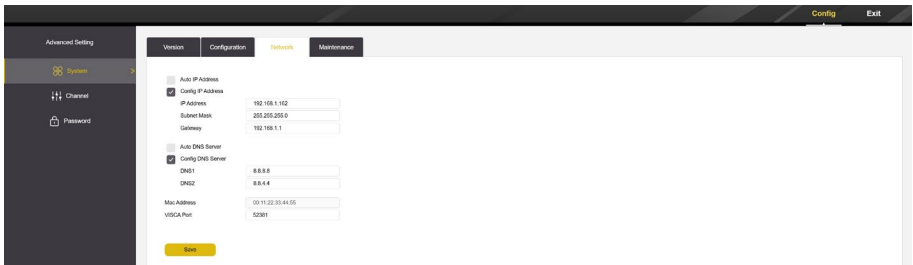 Config Exit
Advanced Setting
System >
Channel
Password
Version Configuration Network Maintenance
Auto IP Address
Config IP Address
IP Address 192.168.1.162
Subnet Mask 255.255.255.0
Gateway 192.168.1.1
Auto DNS Server
Config DNS Server
DNS1 8.8.8.8
DNS2 8.8.4.4
Mac Address 00:11:22:33:44:55
VISCA Port 52381
Save